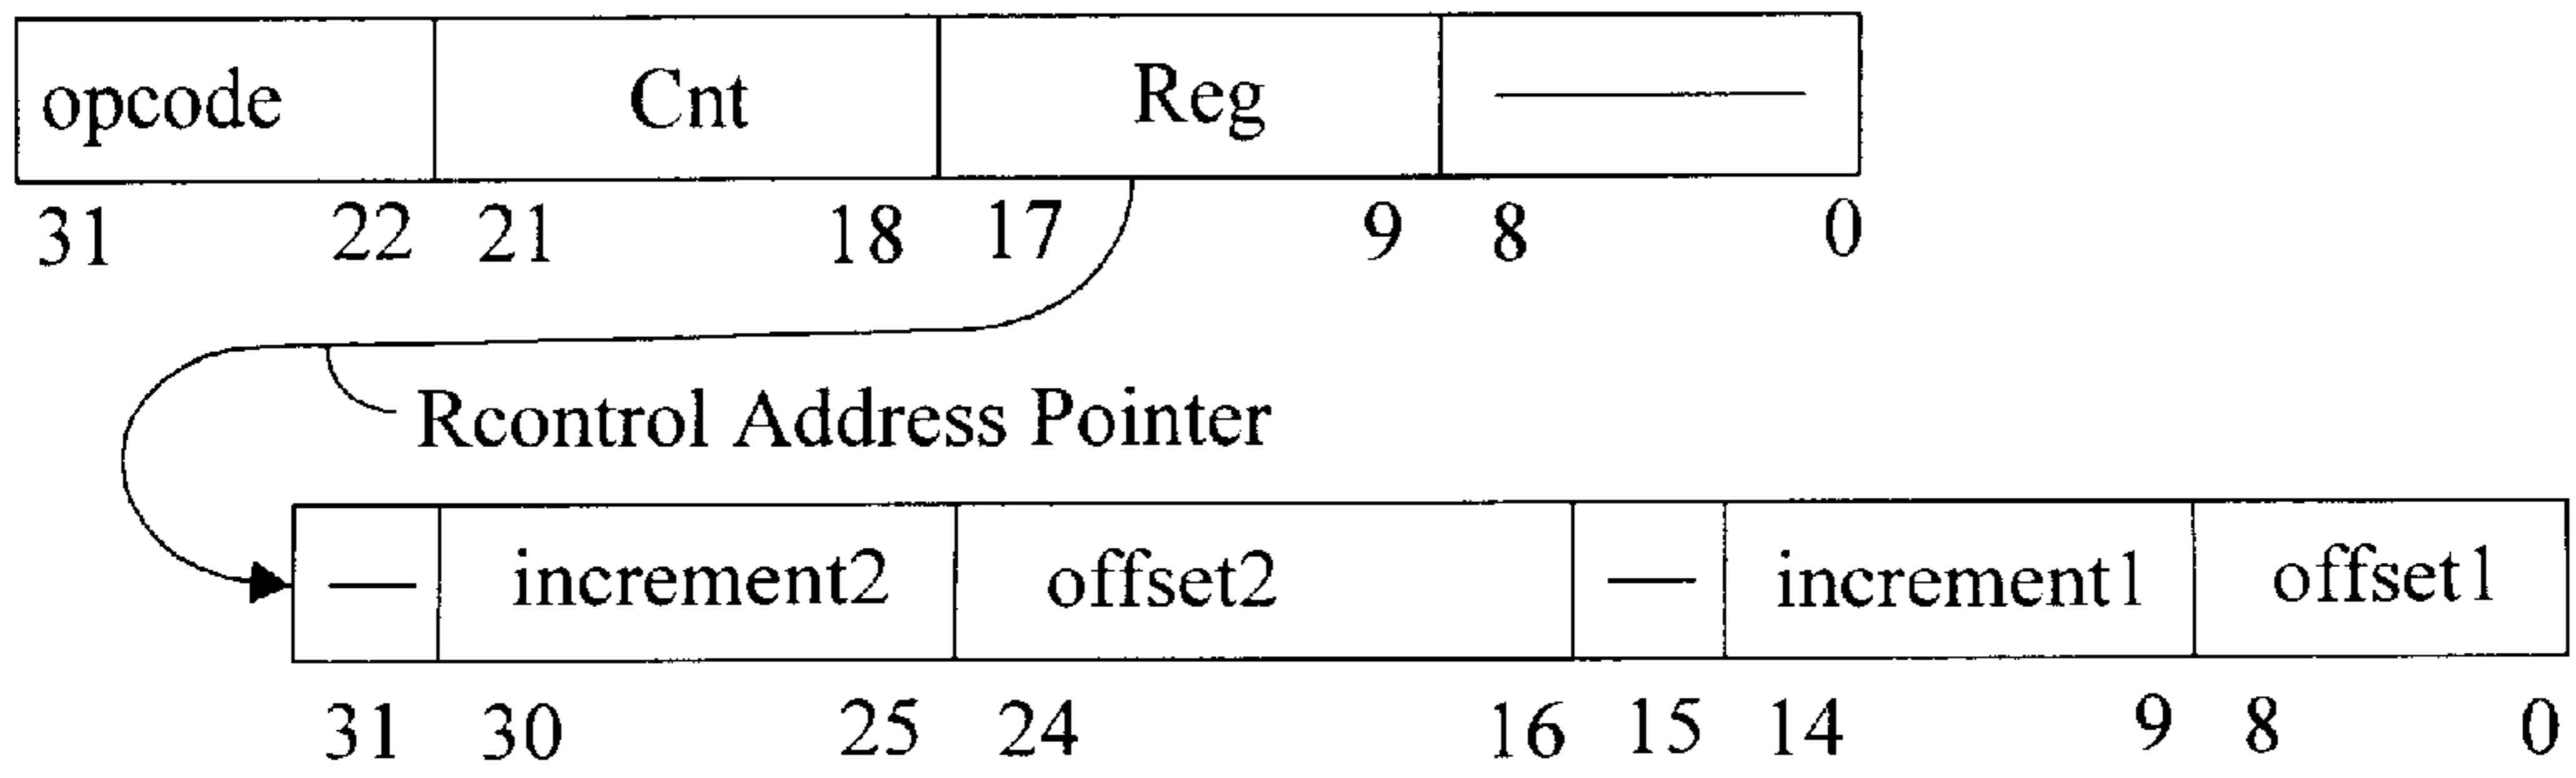 opcode Cnt Reg
31 22 21 18 17 9 8 0
Rcontrol Address Pointer
increment2 offset2 increment1 offset1
31 30 25 24 16 15 14 9 8 0